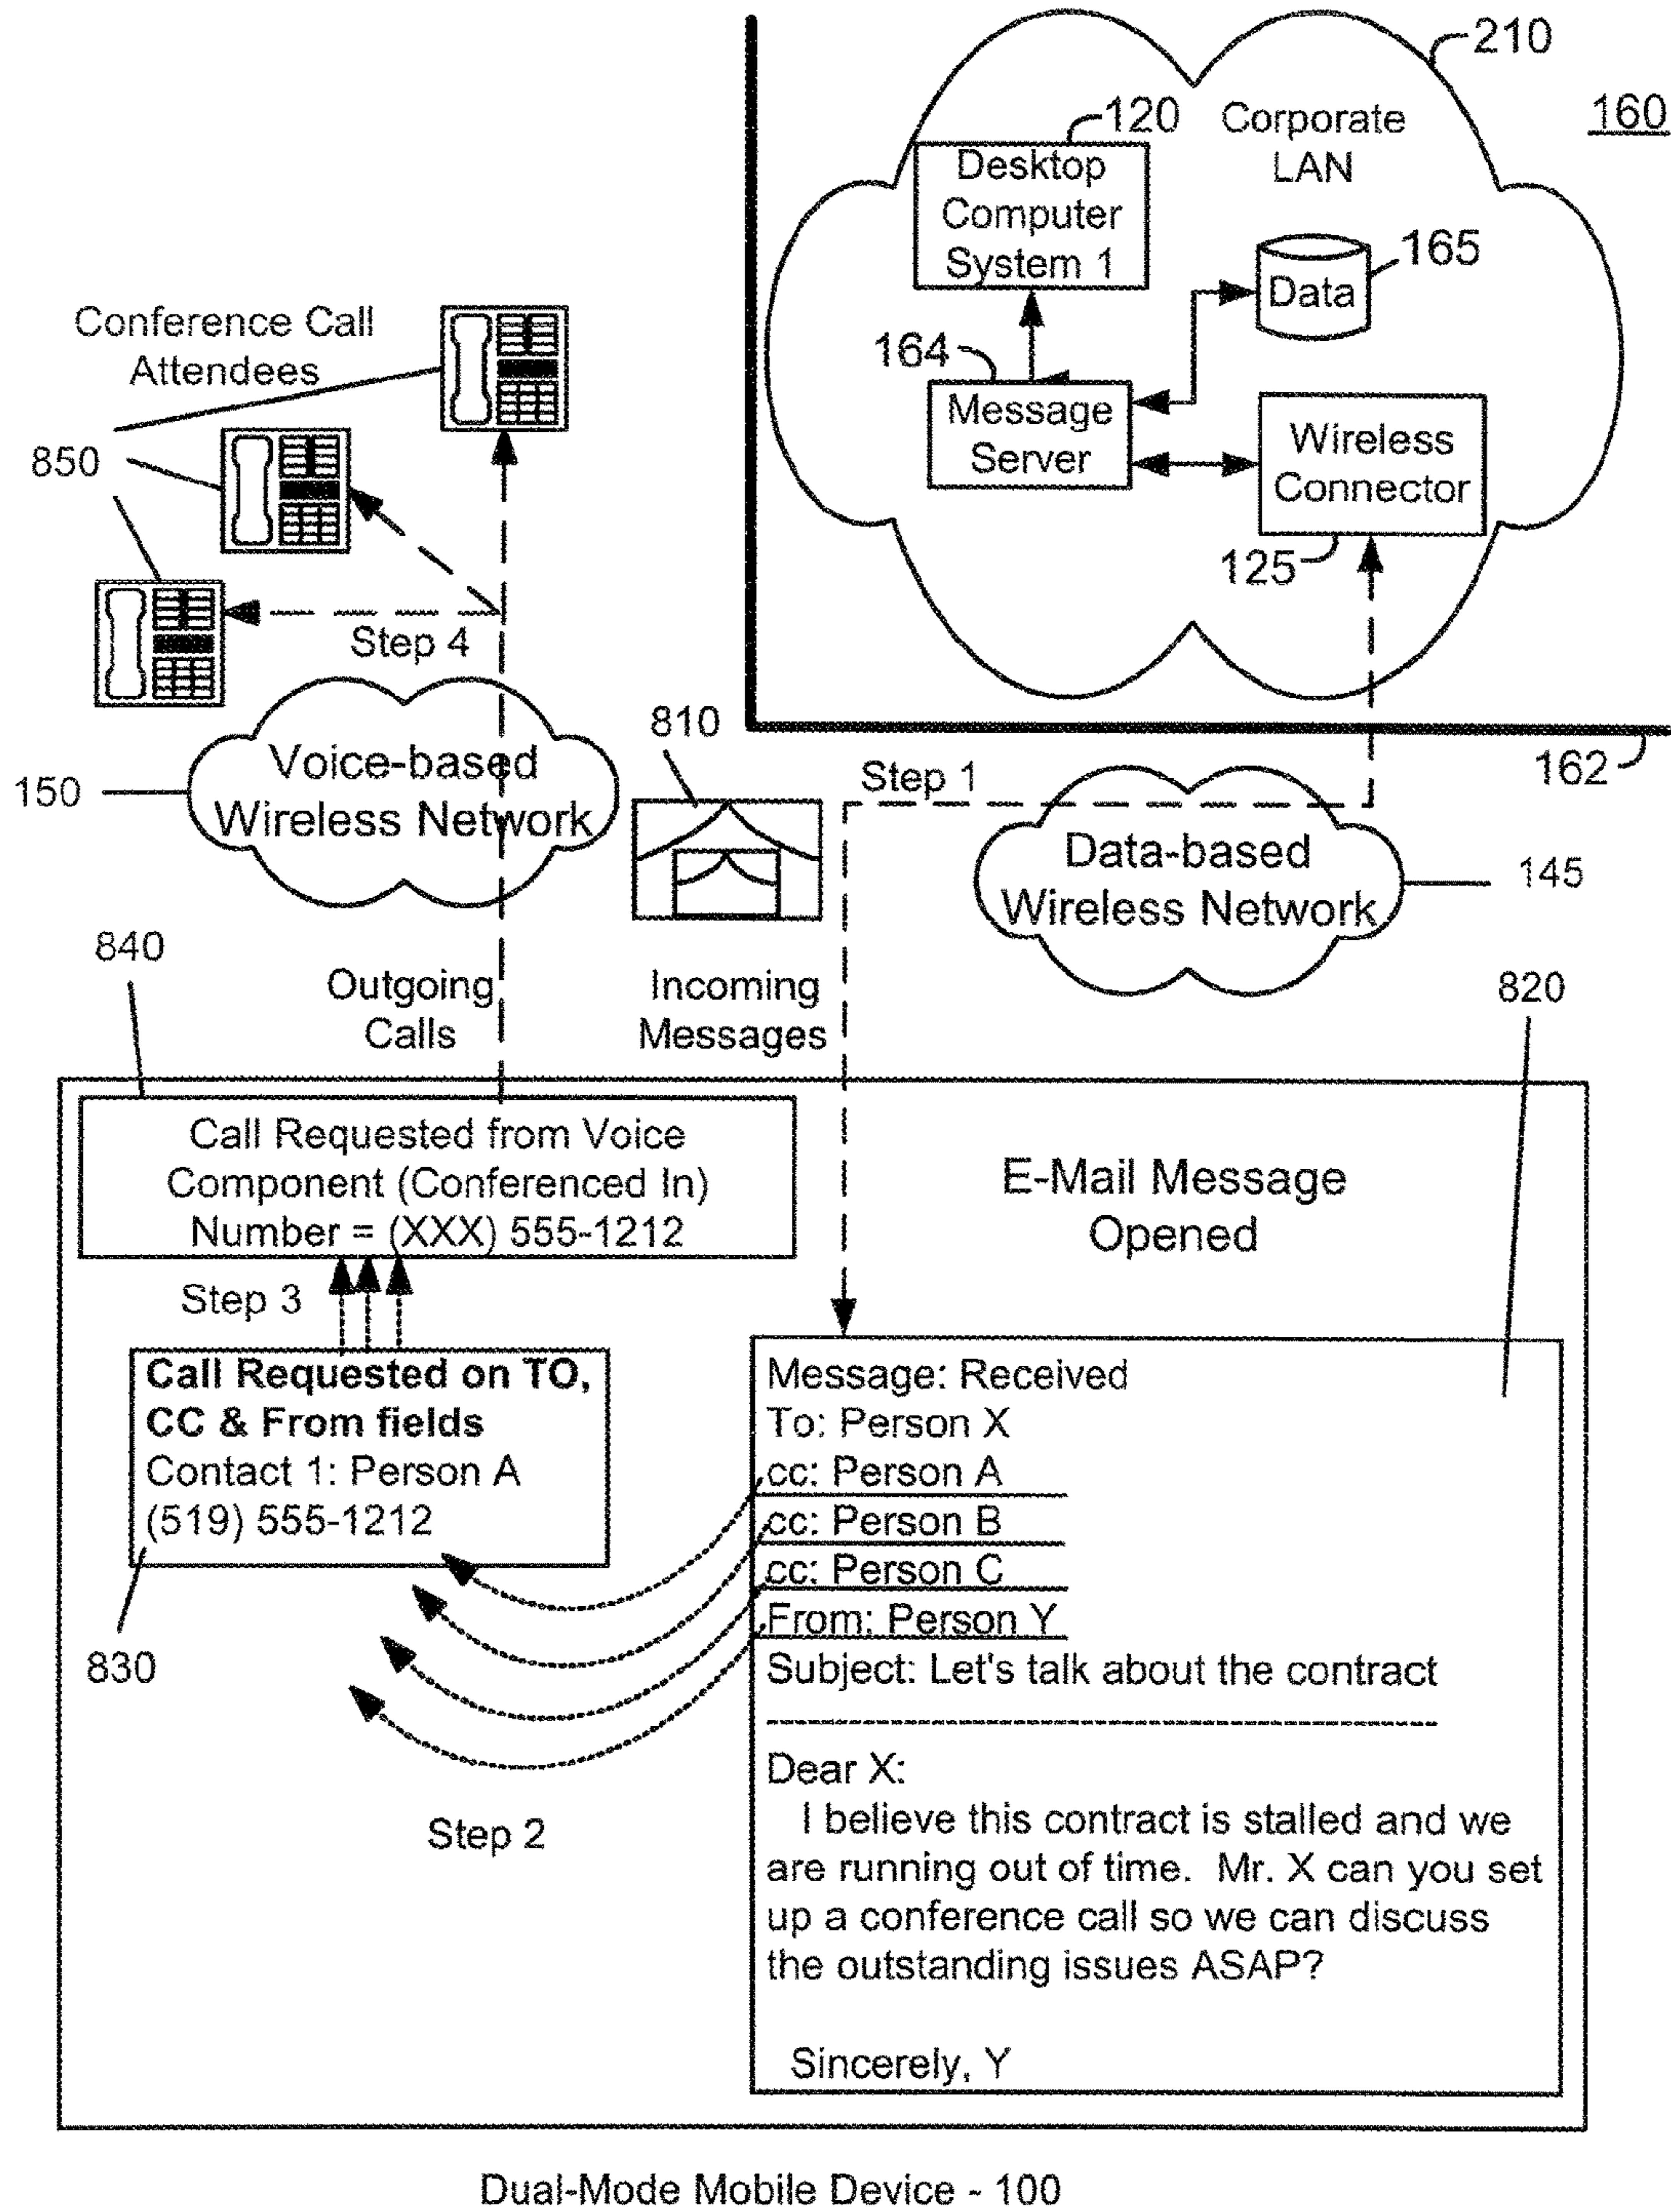 210
160
120
Corporate
LAN
Desktop
Computer
System 1
165
Data
164
Message
Server
Wireless
Connector
125
162
Conference Call
Attendees
850
Step 4
Voice-based
Wireless Network
150
810
Step 1
Data-based
Wireless Network
145
840
Outgoing
Calls
Incoming
Messages
820
Call Requested from Voice
Component (Conferenced In)
Number = (XXX) 555-1212
E-Mail Message
Opened
Step 3
Call Requested on TO,
CC & From fields
Contact 1: Person A
(519) 555-1212
830
Step 2
Message: Received
To: Person X
cc: Person A
cc: Person B
cc: Person C
From: Person Y
Subject: Let's talk about the contract
Dear X:
I believe this contract is stalled and we
are running out of time. Mr. X can you set
up a conference call so we can discuss
the outstanding issues ASAP?
Sincerely, Y
Dual-Mode Mobile Device - 100